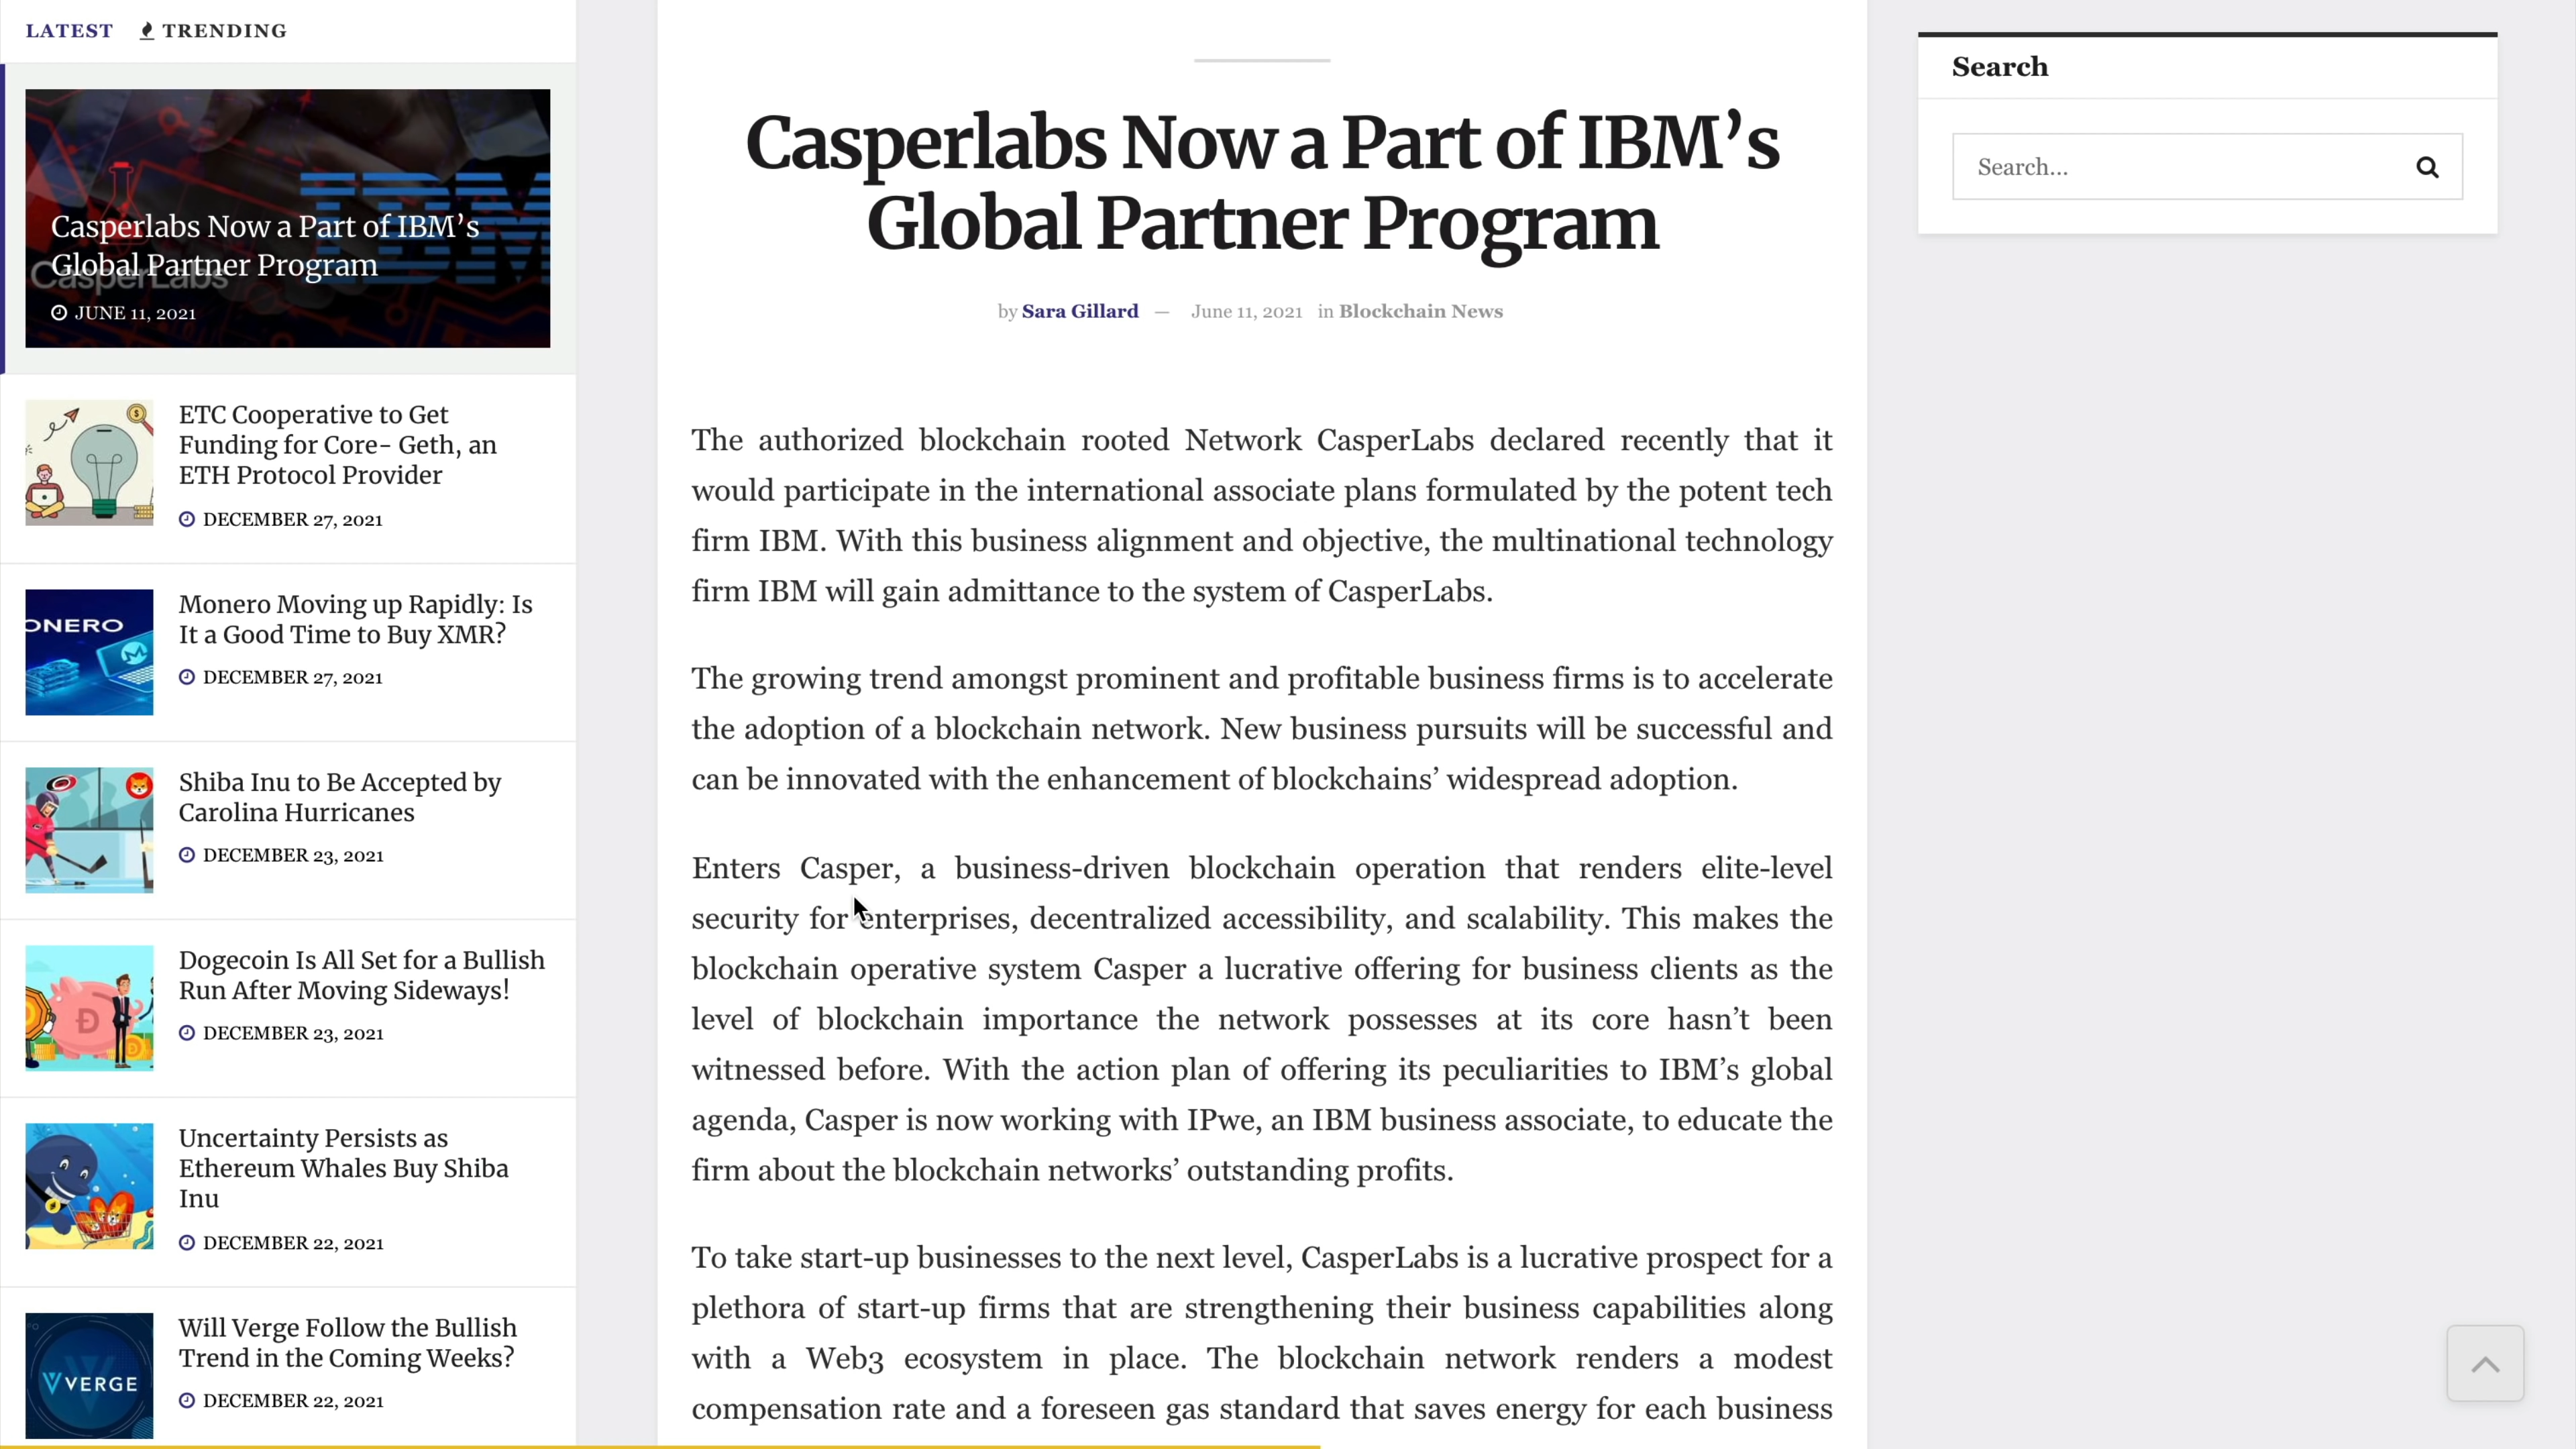 LATEST TRENDING
CasperLabs
IBM
Casperlabs Now a Part of IBM’s
Global Partner Program
JUNE 11, 2021
ETC Cooperative to Get
Funding for Core- Geth, an
ETH Protocol Provider
DECEMBER 27, 2021
ONERO
Monero Moving up Rapidly: Is
It a Good Time to Buy XMR?
DECEMBER 27, 2021
Shiba Inu to Be Accepted by
Carolina Hurricanes
DECEMBER 23, 2021
Dogecoin Is All Set for a Bullish
Run After Moving Sideways!
DECEMBER 23, 2021
Uncertainty Persists as
Ethereum Whales Buy Shiba
Inu
DECEMBER 22, 2021
VERGE
Will Verge Follow the Bullish
Trend in the Coming Weeks?
DECEMBER 22, 2021
Casperlabs Now a Part of IBM’s
Global Partner Program
by Sara Gillard — June 11, 2021 in Blockchain News
The authorized blockchain rooted Network CasperLabs declared recently that it
would participate in the international associate plans formulated by the potent tech
firm IBM. With this business alignment and objective, the multinational technology
firm IBM will gain admittance to the system of CasperLabs.
The growing trend amongst prominent and profitable business firms is to accelerate
the adoption of a blockchain network. New business pursuits will be successful and
can be innovated with the enhancement of blockchains’ widespread adoption.
Enters Casper, a business-driven blockchain operation that renders elite-level
security for enterprises, decentralized accessibility, and scalability. This makes the
blockchain operative system Casper a lucrative offering for business clients as the
level of blockchain importance the network possesses at its core hasn’t been
witnessed before. With the action plan of offering its peculiarities to IBM’s global
agenda, Casper is now working with IPwe, an IBM business associate, to educate the
firm about the blockchain networks’ outstanding profits.
To take start-up businesses to the next level, CasperLabs is a lucrative prospect for a
plethora of start-up firms that are strengthening their business capabilities along
with a Web3 ecosystem in place. The blockchain network renders a modest
compensation rate and a foreseen gas standard that saves energy for each business
Search
Search...